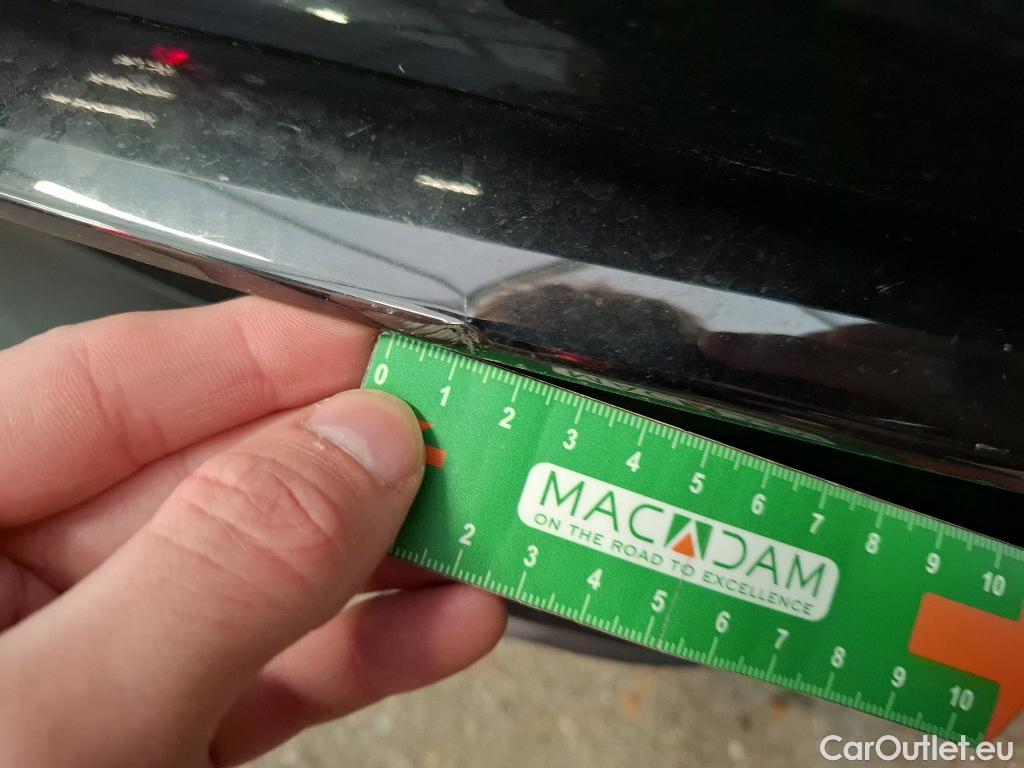 0 1 2 3 4 5 6 7 8 9 10
MACADAM
ON THE ROAD TO EXCELLENCE
2 3 4 5 6 7 8 9 10
CarOutlet.eu